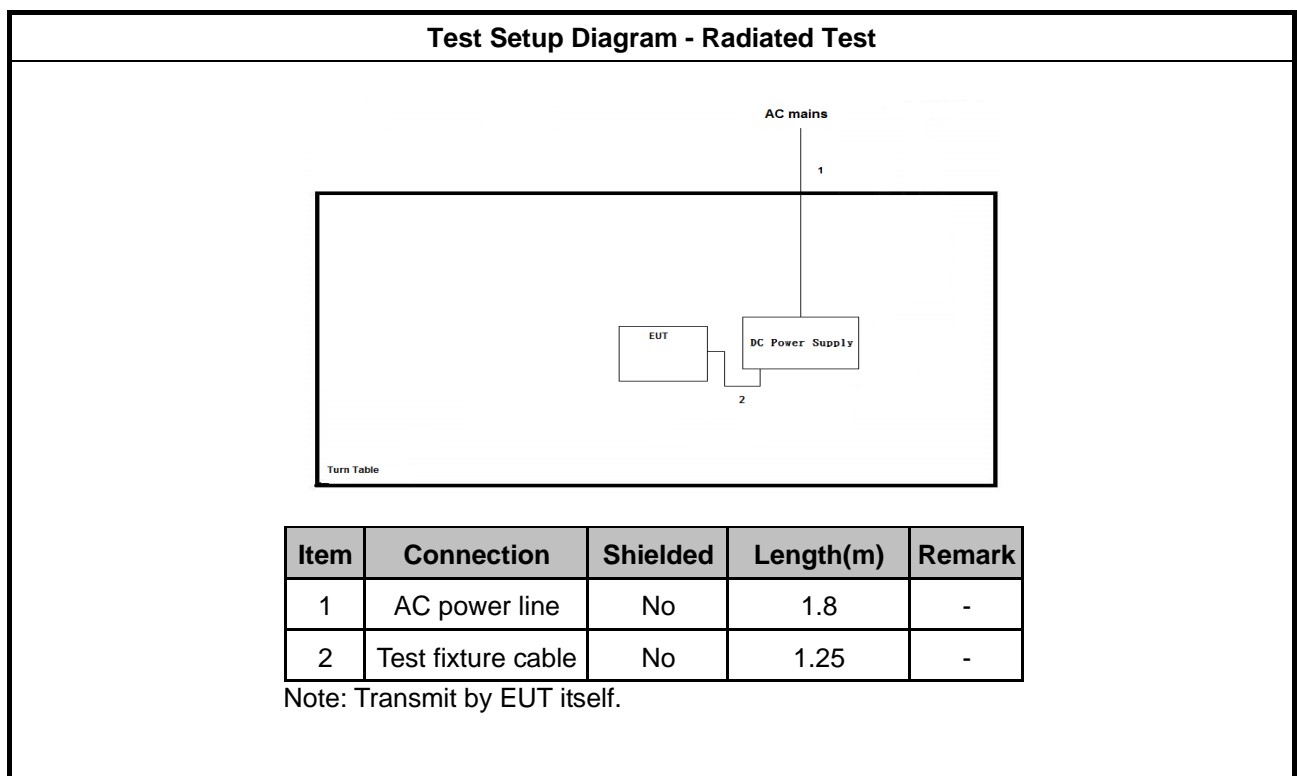 Test Setup Diagram - Radiated Test
AC mains
1
EUT
DC Power Supply
2
Turn Table
Item Connection Shielded Length(m) Remark
1 AC power line No 1.8 -
2 Test fixture cable No 1.25 -
Note: Transmit by EUT itself.